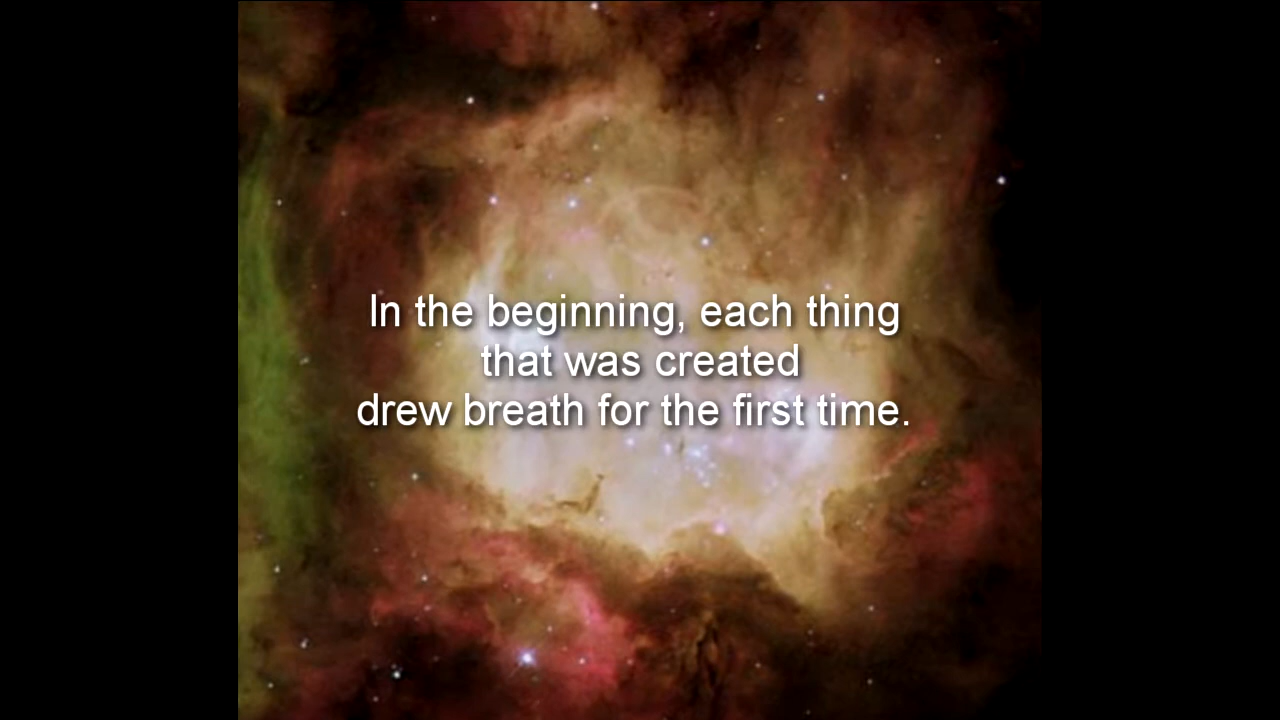 In the beginning, each thing
that was created
drew breath for the first time.